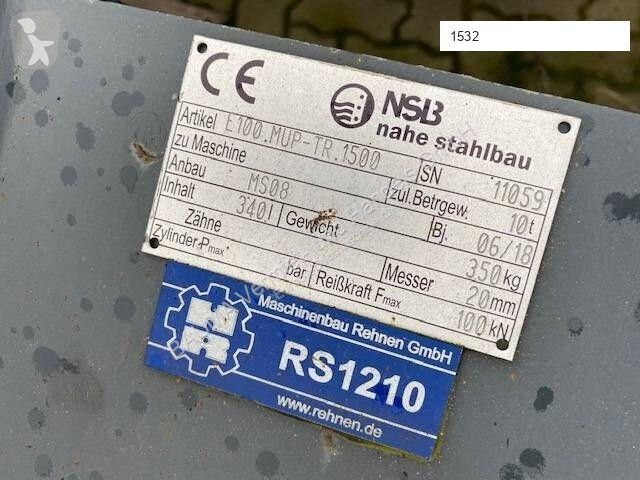 1532
CE
NSB
nahe stahlbau
Artikel E100.MUP-TR.1500
zu Maschine SN 11059
Anbau MS08 zul.Betrgew. 10t
Inhalt 340l Gewicht Bj. 06/18
Zähne 350kg
Zylinder-Pmax bar Messer 20mm
Reißkraft Fmax 100kN
Maschinenbau Rehnen GmbH
RS1210
www.rehnen.de